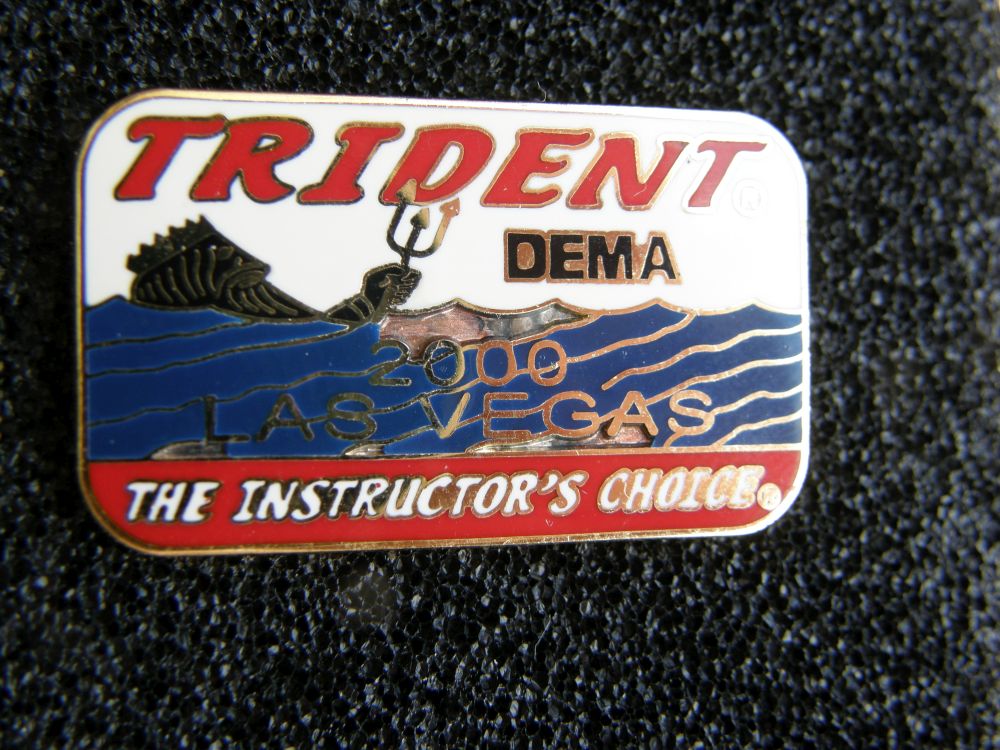 TRIDENT®
DEMA
2000
LAS VEGAS
THE INSTRUCTOR'S CHOICE®